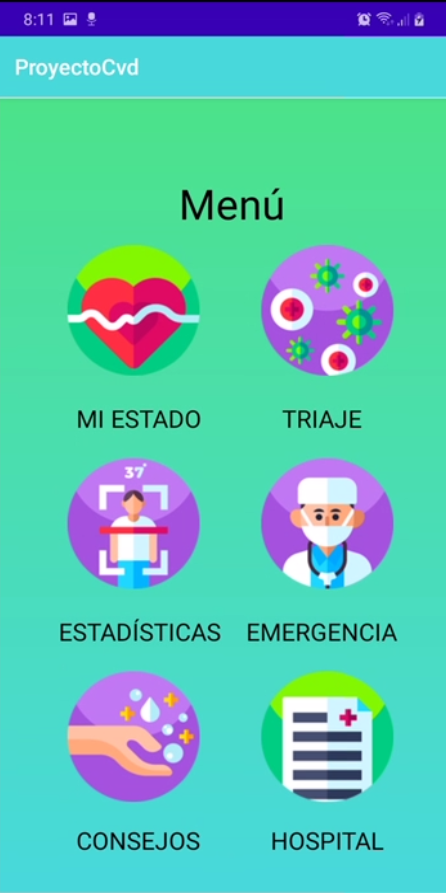 8:11
ProyectoCvd
Menú
MI ESTADO
TRIAJE
37°
ESTADÍSTICAS
EMERGENCIA
CONSEJOS
HOSPITAL